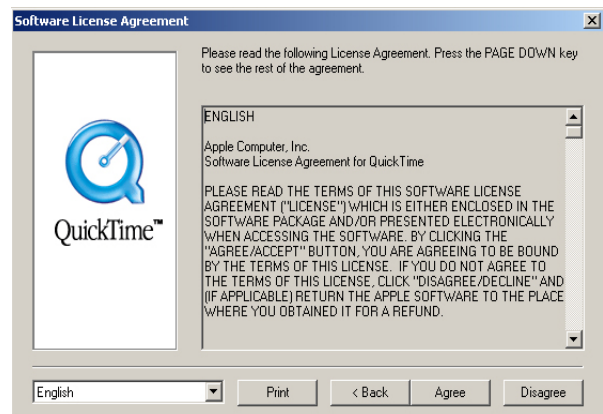 Software License Agreement
Please read the following License Agreement. Press the PAGE DOWN key
to see the rest of the agreement.
ENGLISH
Apple Computer, Inc.
Software License Agreement for QuickTime
PLEASE READ THE TERMS OF THIS SOFTWARE LICENSE
AGREEMENT ("LICENSE") WHICH IS EITHER ENCLOSED IN THE
SOFTWARE PACKAGE AND/OR PRESENTED ELECTRONICALLY
WHEN ACCESSING THE SOFTWARE. BY CLICKING THE
"AGREE/ACCEPT" BUTTON, YOU ARE AGREEING TO BE BOUND
BY THE TERMS OF THIS LICENSE. IF YOU DO NOT AGREE TO
THE TERMS OF THIS LICENSE, CLICK "DISAGREE/DECLINE" AND
(IF APPLICABLE) RETURN THE APPLE SOFTWARE TO THE PLACE
WHERE YOU OBTAINED IT FOR A REFUND.
QuickTime™
English
Print
< Back
Agree
Disagree